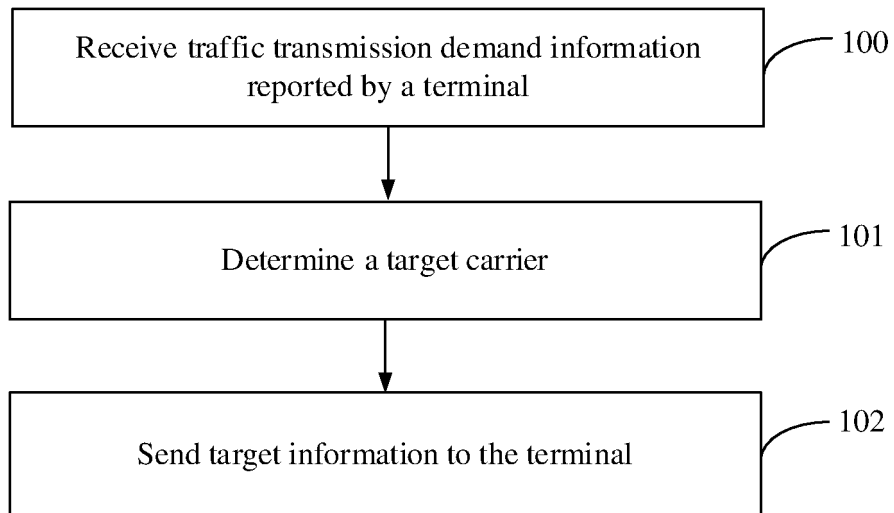 Receive traffic transmission demand information
reported by a terminal
100
Determine a target carrier
101
Send target information to the terminal
102